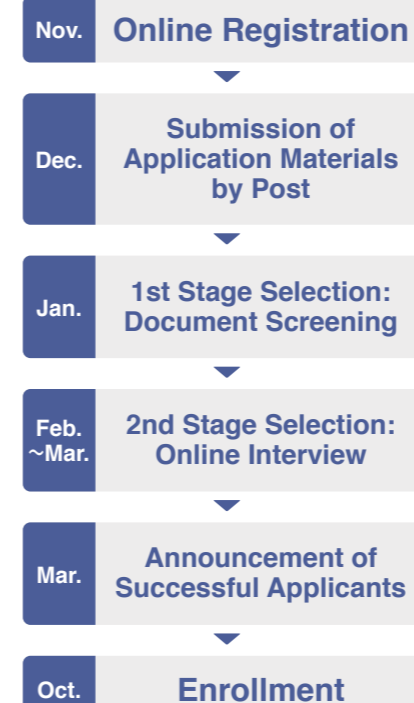 Nov.
Online Registration
Dec.
Submission of
Application Materials
by Post
Jan.
1st Stage Selection:
Document Screening
Feb.
~Mar.
2nd Stage Selection:
Online Interview
Mar.
Announcement of
Successful Applicants
Oct.
Enrollment